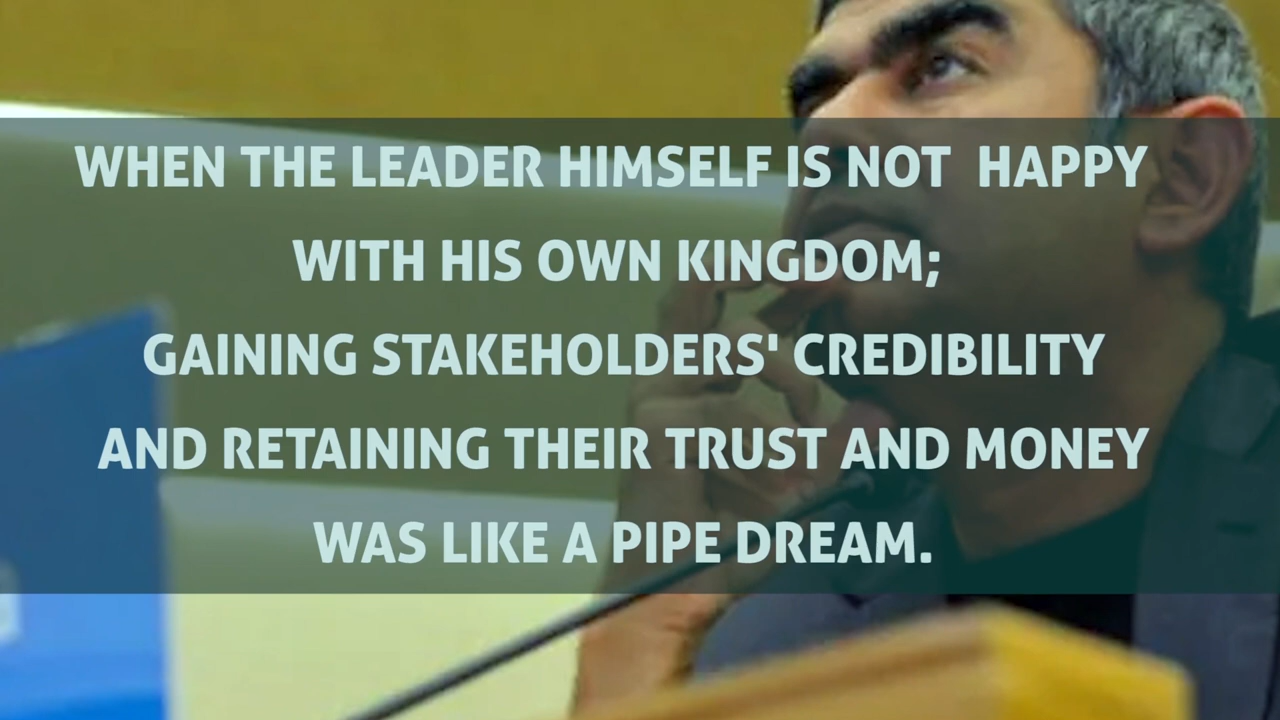 WHEN THE LEADER HIMSELF IS NOT HAPPY
WITH HIS OWN KINGDOM;
GAINING STAKEHOLDERS' CREDIBILITY
AND RETAINING THEIR TRUST AND MONEY
WAS LIKE A PIPE DREAM.